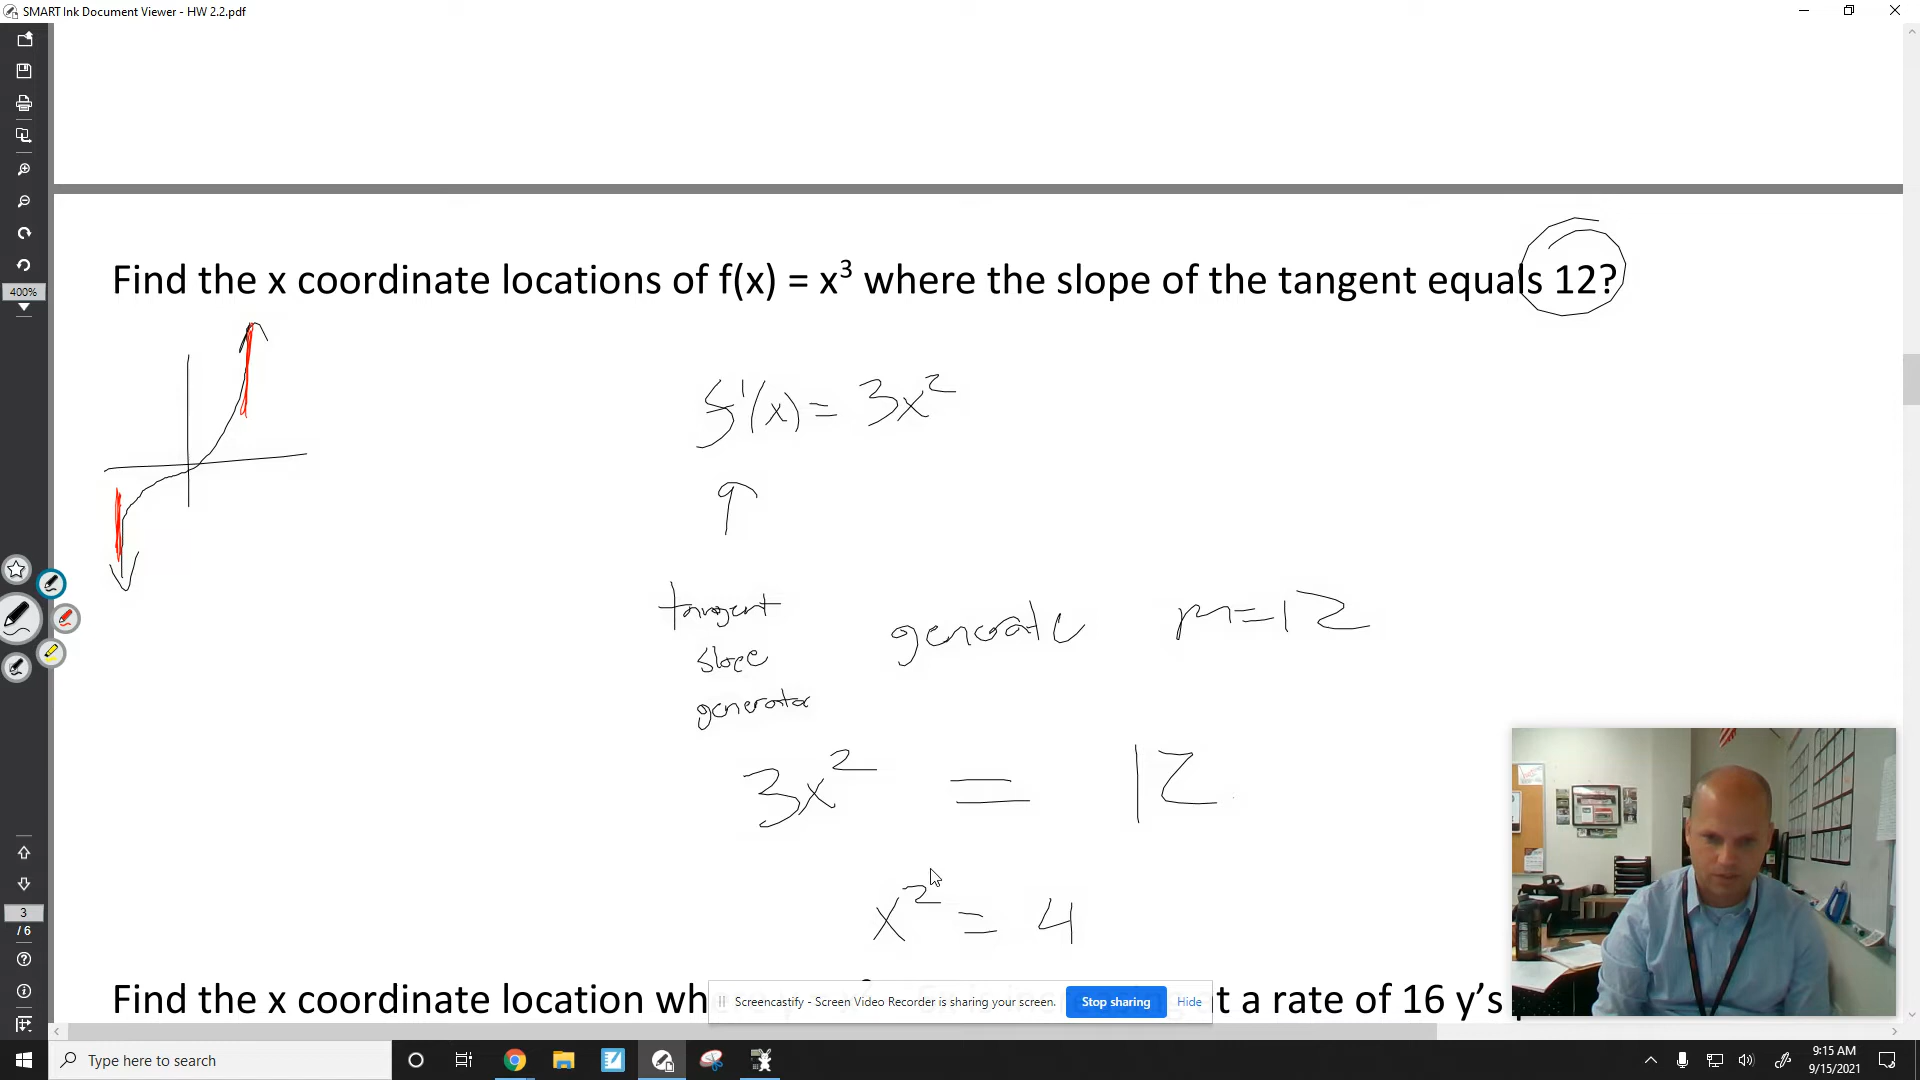 SMART Ink Document Viewer - HW 2.2.pdf
400%
Find the x coordinate locations of f(x) = x³ where the slope of the tangent equals 12?
f'(x) = 3x²
tangent
slope
generator
generate m=12
3x² = 12
x² = 4
3
/ 6
Find the x coordinate location
t a rate of 16 y's
Screencastify - Screen Video Recorder is sharing your screen.
Stop sharing
Hide
Type here to search
9:15 AM
9/15/2021